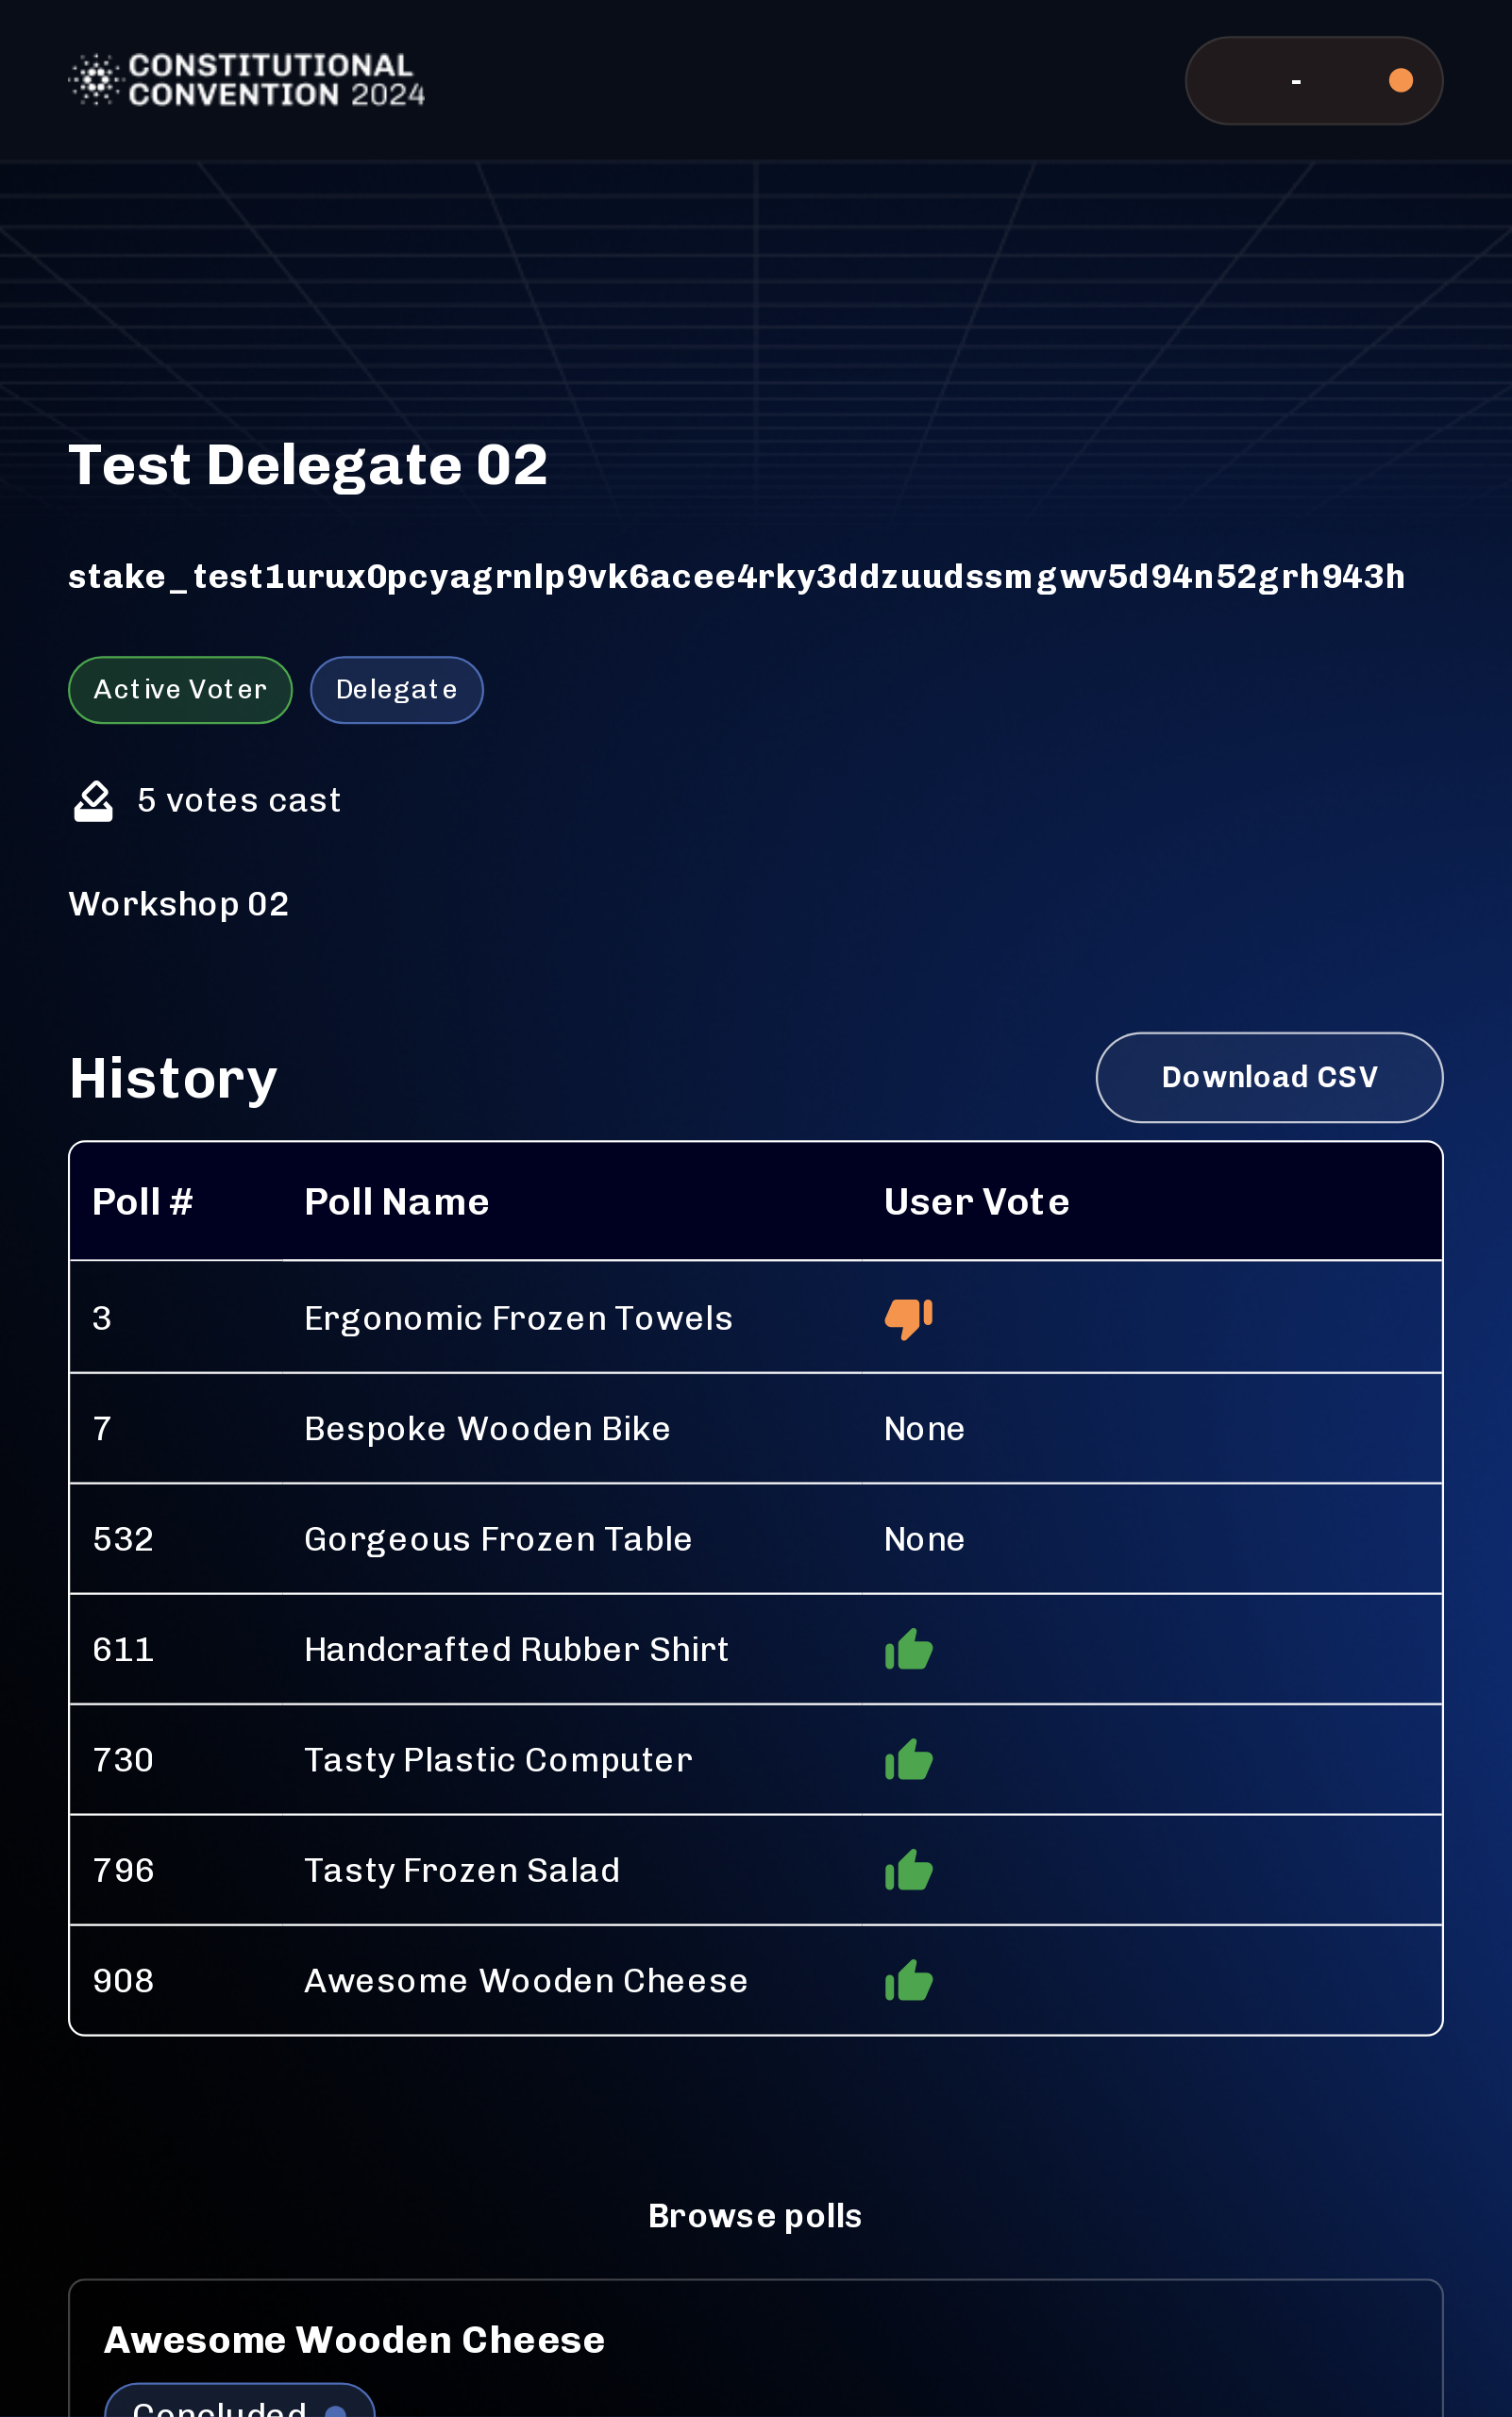 CONSTITUTIONAL
CONVENTION 2024
-
Test Delegate 02
stake_test1urux0pcyagrnlp9vk6acee4rky3ddzuudssmgwv5d94n52grh943h
Active Voter Delegate
5 votes cast
Workshop 02
History Download CSV
Poll # Poll Name User Vote
3 Ergonomic Frozen Towels
7 Bespoke Wooden Bike None
532 Gorgeous Frozen Table None
611 Handcrafted Rubber Shirt
730 Tasty Plastic Computer
796 Tasty Frozen Salad
908 Awesome Wooden Cheese
Browse polls
Awesome Wooden Cheese
Concluded